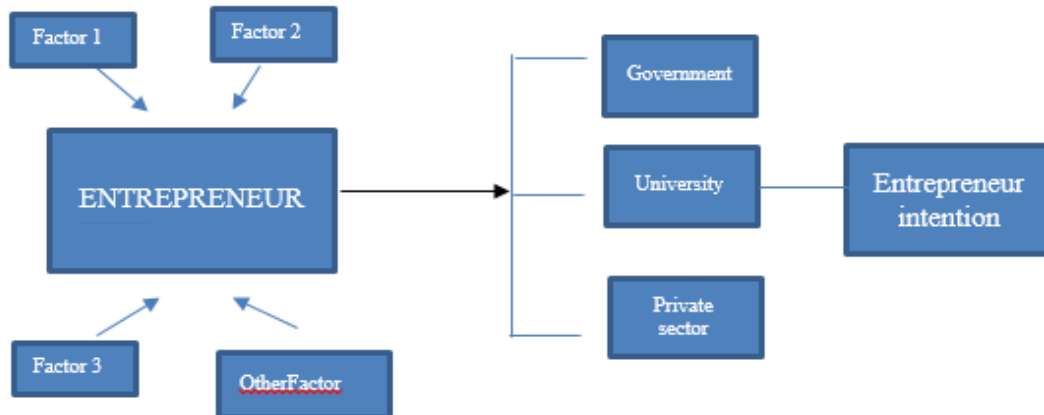 Factor 1
Factor 2
Government
ENTREPRENEUR
University
Entrepreneur
intention
Private
sector
Factor 3
OtherFactor